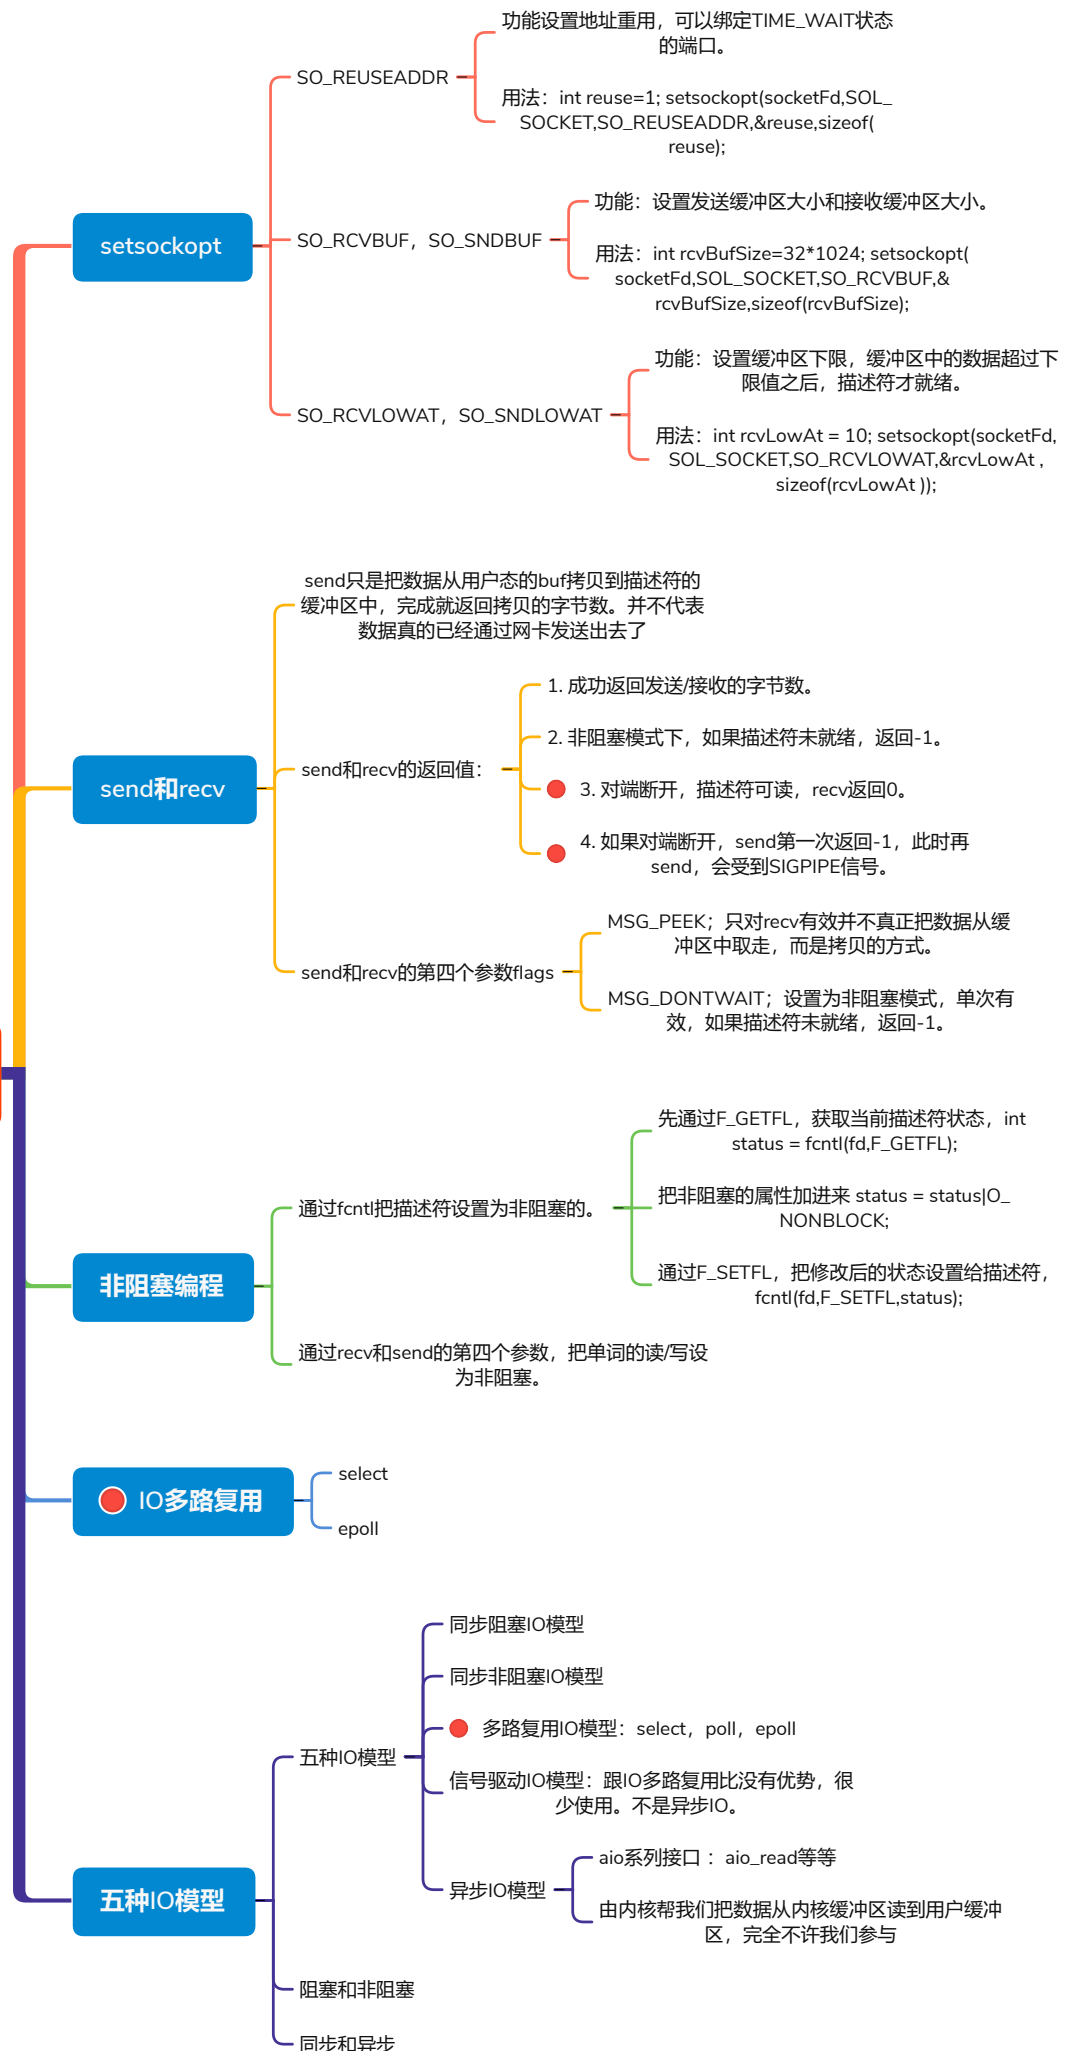 功能设置地址重用，可以绑定TIME_WAIT状态
的端口。
SO_REUSEADDR
用法：int reuse=1; setsockopt(socketFd,SOL_
SOCKET,SO_REUSEADDR,&reuse,sizeof(
reuse);
setsockopt
功能：设置发送缓冲区大小和接收缓冲区大小。
SO_RCVBUF，SO_SNDBUF
用法：int rcvBufSize=32*1024; setsockopt(
socketFd,SOL_SOCKET,SO_RCVBUF,&
rcvBufSize,sizeof(rcvBufSize);
功能：设置缓冲区下限，缓冲区中的数据超过下
限值之后，描述符才就绪。
SO_RCVLOWAT，SO_SNDLOWAT
用法：int rcvLowAt = 10; setsockopt(socketFd,
SOL_SOCKET,SO_RCVLOWAT,&rcvLowAt ,
sizeof(rcvLowAt ));
send只是把数据从用户态的buf拷贝到描述符的
缓冲区中，完成就返回拷贝的字节数。并不代表
数据真的已经通过网卡发送出去了
send和recv
send和recv的返回值：
1. 成功返回发送/接收的字节数。
2. 非阻塞模式下，如果描述符未就绪，返回-1。
3. 对端断开，描述符可读，recv返回0。
4. 如果对端断开，send第一次返回-1，此时再
send，会受到SIGPIPE信号。
send和recv的第四个参数flags
MSG_PEEK；只对recv有效并不真正把数据从缓
冲区中取走，而是拷贝的方式。
MSG_DONTWAIT；设置为非阻塞模式，单次有
效，如果描述符未就绪，返回-1。
非阻塞编程
通过fcntl把描述符设置为非阻塞的。
先通过F_GETFL，获取当前描述符状态，int
status = fcntl(fd,F_GETFL);
把非阻塞的属性加进来 status = status|O_
NONBLOCK;
通过F_SETFL，把修改后的状态设置给描述符，
fcntl(fd,F_SETFL,status);
通过recv和send的第四个参数，把单词的读/写设
为非阻塞。
IO多路复用
select
epoll
五种IO模型
五种IO模型
同步阻塞IO模型
同步非阻塞IO模型
多路复用IO模型：select，poll，epoll
信号驱动IO模型：跟IO多路复用比没有优势，很
少使用。不是异步IO。
异步IO模型
aio系列接口 ：aio_read等等
由内核帮我们把数据从内核缓冲区读到用户缓冲
区，完全不许我们参与
阻塞和非阻塞
同步和异步